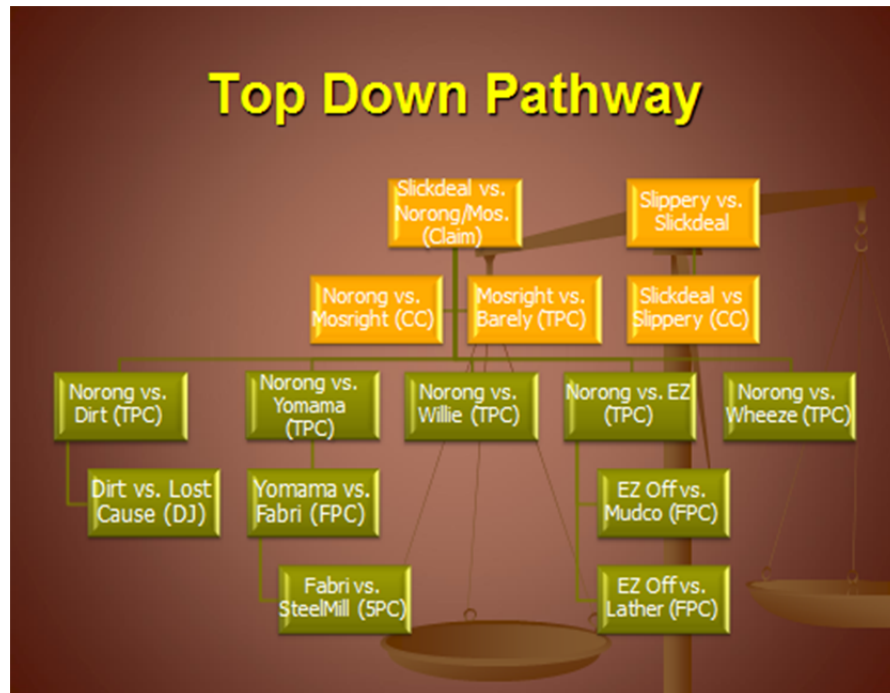 Top Down Pathway
Slickdeal vs.
Norong/Mos.
(Claim)
Slippery vs.
Slickdeal
Norong vs.
Mosright (CC)
Mosright vs.
Barely (TPC)
Slickdeal vs
Slippery (CC)
Norong vs.
Dirt (TPC)
Norong vs.
Yomama
(TPC)
Norong vs.
Willie (TPC)
Norong vs. EZ
(TPC)
Norong vs.
Wheeze (TPC)
Dirt vs. Lost
Cause (DJ)
Yomama vs.
Fabri (FPC)
EZ Off vs.
Mudco (FPC)
Fabri vs.
SteelMill (5PC)
EZ Off vs.
Lather (FPC)